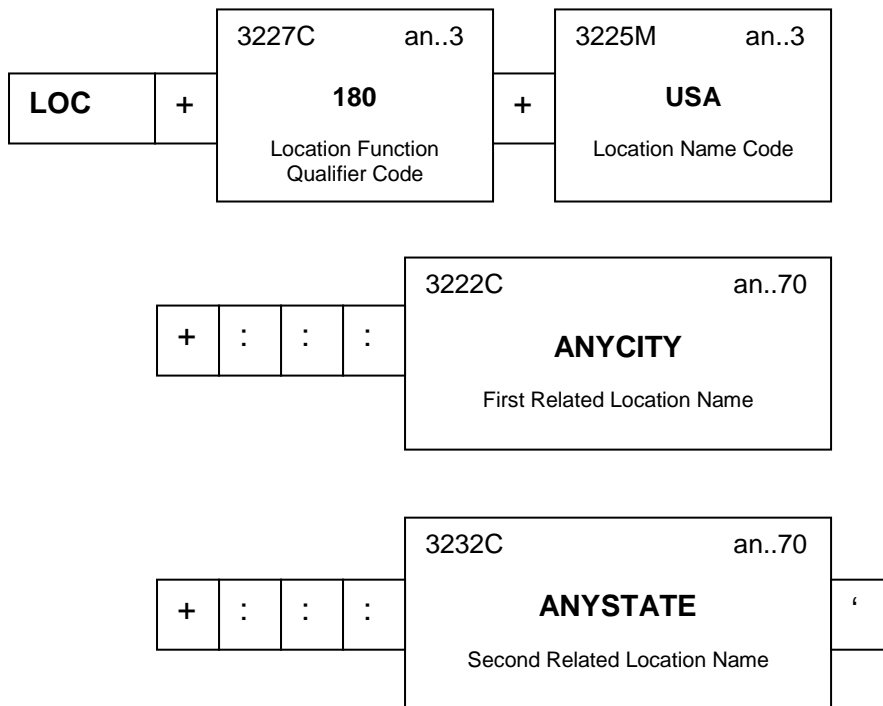 3227C an..3 3225M an..3
LOC + 180 + USA
Location Function Location Name Code
Qualifier Code
3222C an..70
+ : : : ANYCITY
First Related Location Name
3232C an..70
+ : : : ANYSTATE ‘
Second Related Location Name